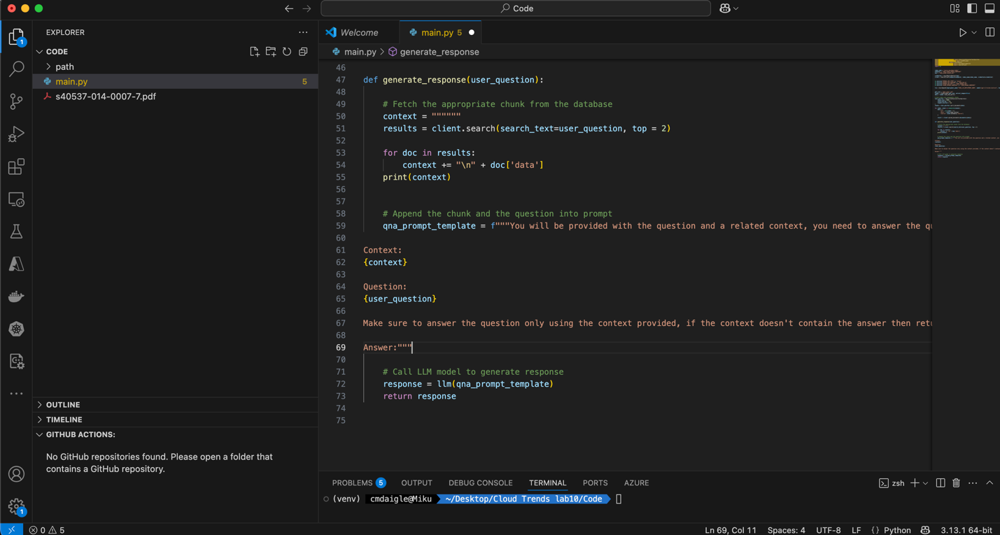 Code
EXPLORER
Welcome
main.py 5
1
CODE
main.py > generate_response
path
main.py 5
s40537-014-0007-7.pdf
46
47 def generate_response(user_question):
48
49 # Fetch the appropriate chunk from the database
50 context = """"""
51 results = client.search(search_text=user_question, top = 2)
52
53 for doc in results:
54 context += "\n" + doc['data']
55 print(context)
56
57
58 # Append the chunk and the question into prompt
59 qna_prompt_template = f"""You will be provided with the question and a related context, you need to answer the qu
60
61 Context:
62 {context}
63
64 Question:
65 {user_question}
66
67 Make sure to answer the question only using the context provided, if the context doesn't contain the answer then retu
68
69 Answer:"""
70
71 # Call LLM model to generate response
72 response = llm(qna_prompt_template)
73 return response
74
75
OUTLINE
TIMELINE
GITHUB ACTIONS:
No GitHub repositories found. Please open a folder that
contains a GitHub repository.
PROBLEMS 5 OUTPUT DEBUG CONSOLE TERMINAL PORTS AZURE
zsh
(venv) cmdaigle@Miku ~/Desktop/Cloud Trends lab10/Code
1
0 5
Ln 69, Col 11 Spaces: 4 UTF-8 LF {} Python 3.13.1 64-bit